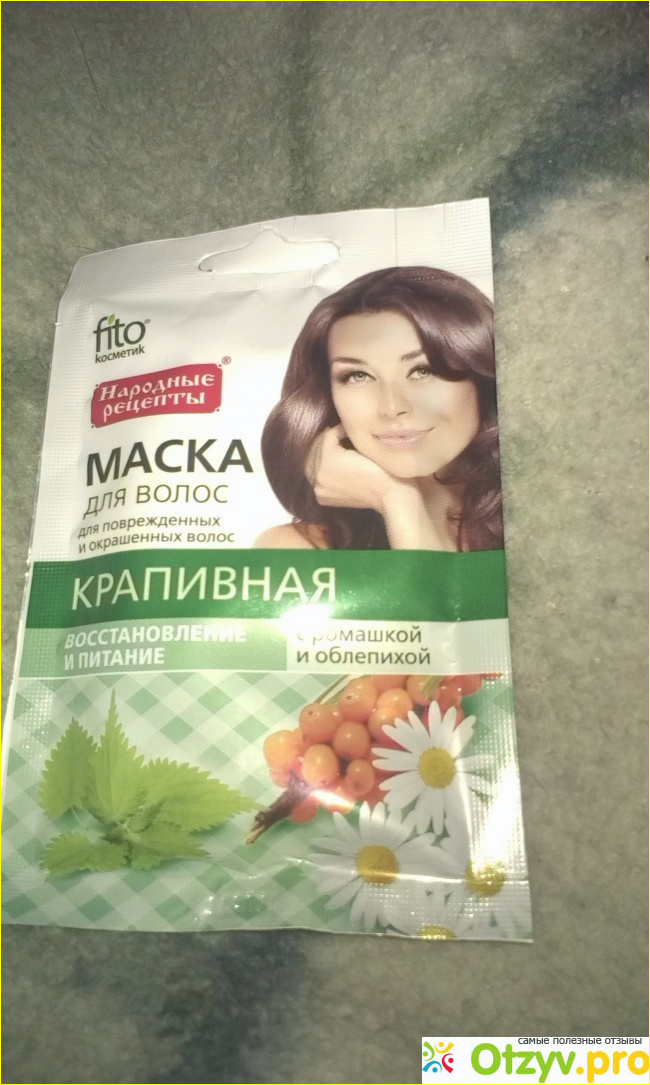 fito®
косметик
Народные®
рецепты
МАСКА
ДЛЯ ВОЛОС
для поврежденных
и окрашенных волос
КРАПИВНАЯ
ВОССТАНОВЛЕНИЕ
И ПИТАНИЕ
с ромашкой
и облепихой
самые полезные отзывы
Otzyv.pro